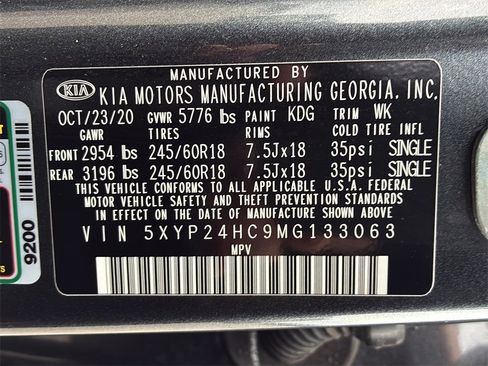 MANUFACTURED BY
KIA KIA MOTORS MANUFACTURING GEORGIA, INC.
OCT/23/20 GVWR 5776 lbs PAINT KDG TRIM WK
GAWR TIRES RIMS COLD TIRE INFL
FRONT 2954 lbs 245/60R18 7.5Jx18 35psi SINGLE
REAR 3196 lbs 245/60R18 7.5Jx18 35psi SINGLE
THIS VEHICLE CONFORMS TO ALL APPLICABLE U.S.A. FEDERAL
MOTOR VEHICLE SAFETY AND THEFT PREVENTION STANDARDS
IN EFFECT ON THE DATE OF MANUFACTURE SHOWN ABOVE.
VIN 5XYP24HC9MG133063
MPV
9200